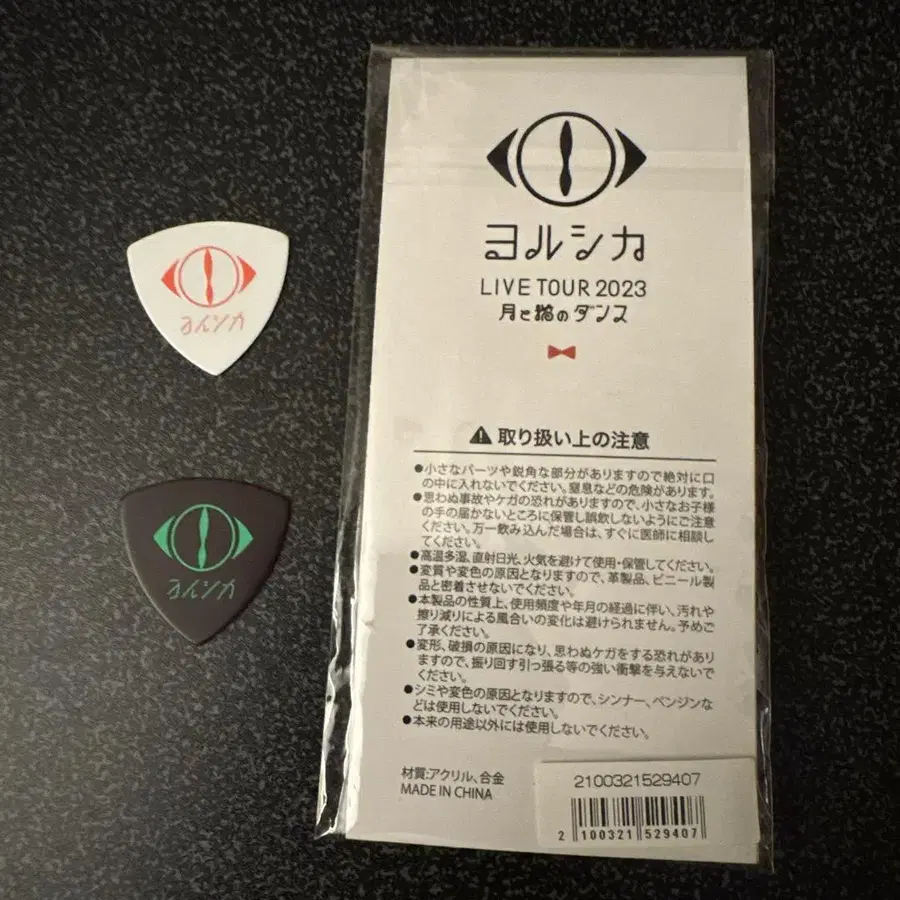 ヨルシカ
ヨルシカ
ヨルシカ
LIVE TOUR 2023
月と猫のダンス
取り扱い上の注意
●小さなパーツや鋭角な部分がありますので絶対に口
の中に入れないでください。窒息などの危険があります。
●思わぬ事故やケガの恐れがありますので、小さなお子様
の手の届かないところに保管し誤飲しないようにご注意
ください。万一飲み込んだ場合は、すぐに医師に相談し
てください。
●高温多湿、直射日光、火気を避けて使用・保管してください。
●変質や変色の原因となりますので、革製品、ビニール製
品と密着させないでください。
●本製品の性質上、使用頻度や年月の経過に伴い、汚れや
擦り減りによる風合いの変化は避けられません。予めご
了承ください。
●変形、破損の原因になり、思わぬケガをする恐れがあり
ますので、振り回す引っ張る等の強い衝撃を与えないで
ください。
●シミや変色の原因となりますので、シンナー、ベンジンな
どは使用しないでください。
●本来の用途以外には使用しないでください。
材質:アクリル、合金
MADE IN CHINA
2100321529407
2 100321 529407